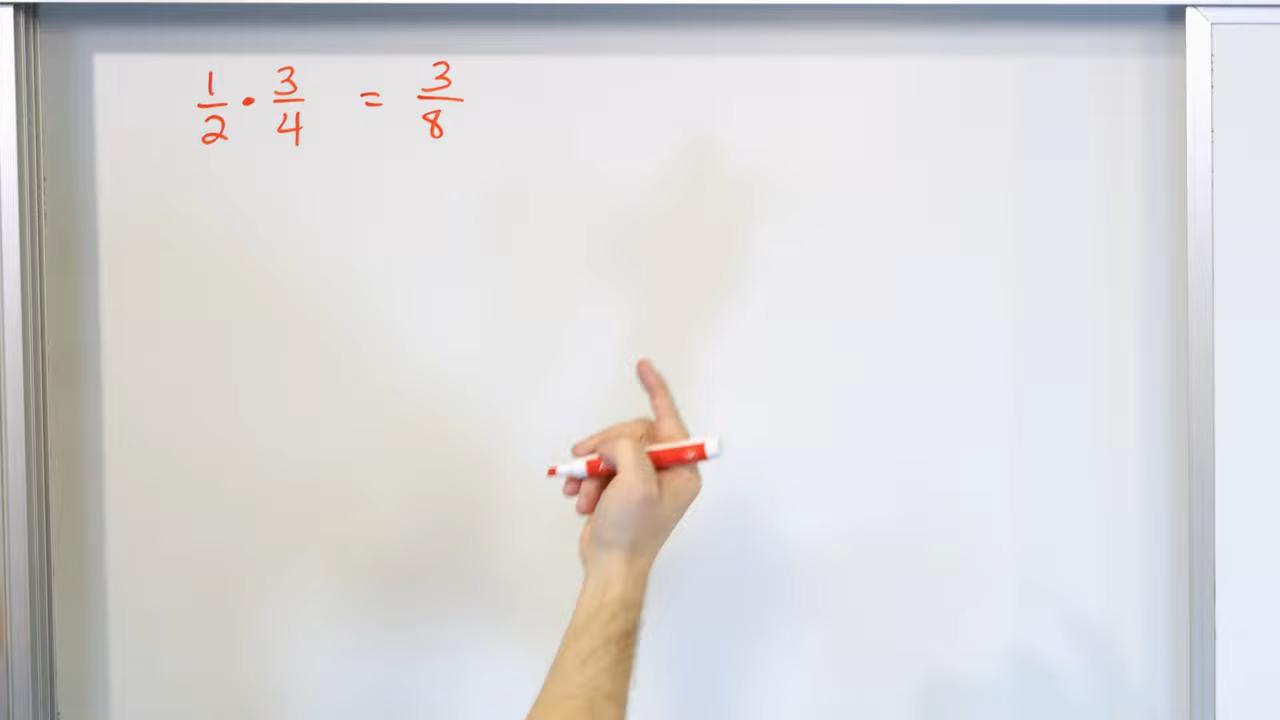 1/2 · 3/4 = 3/8